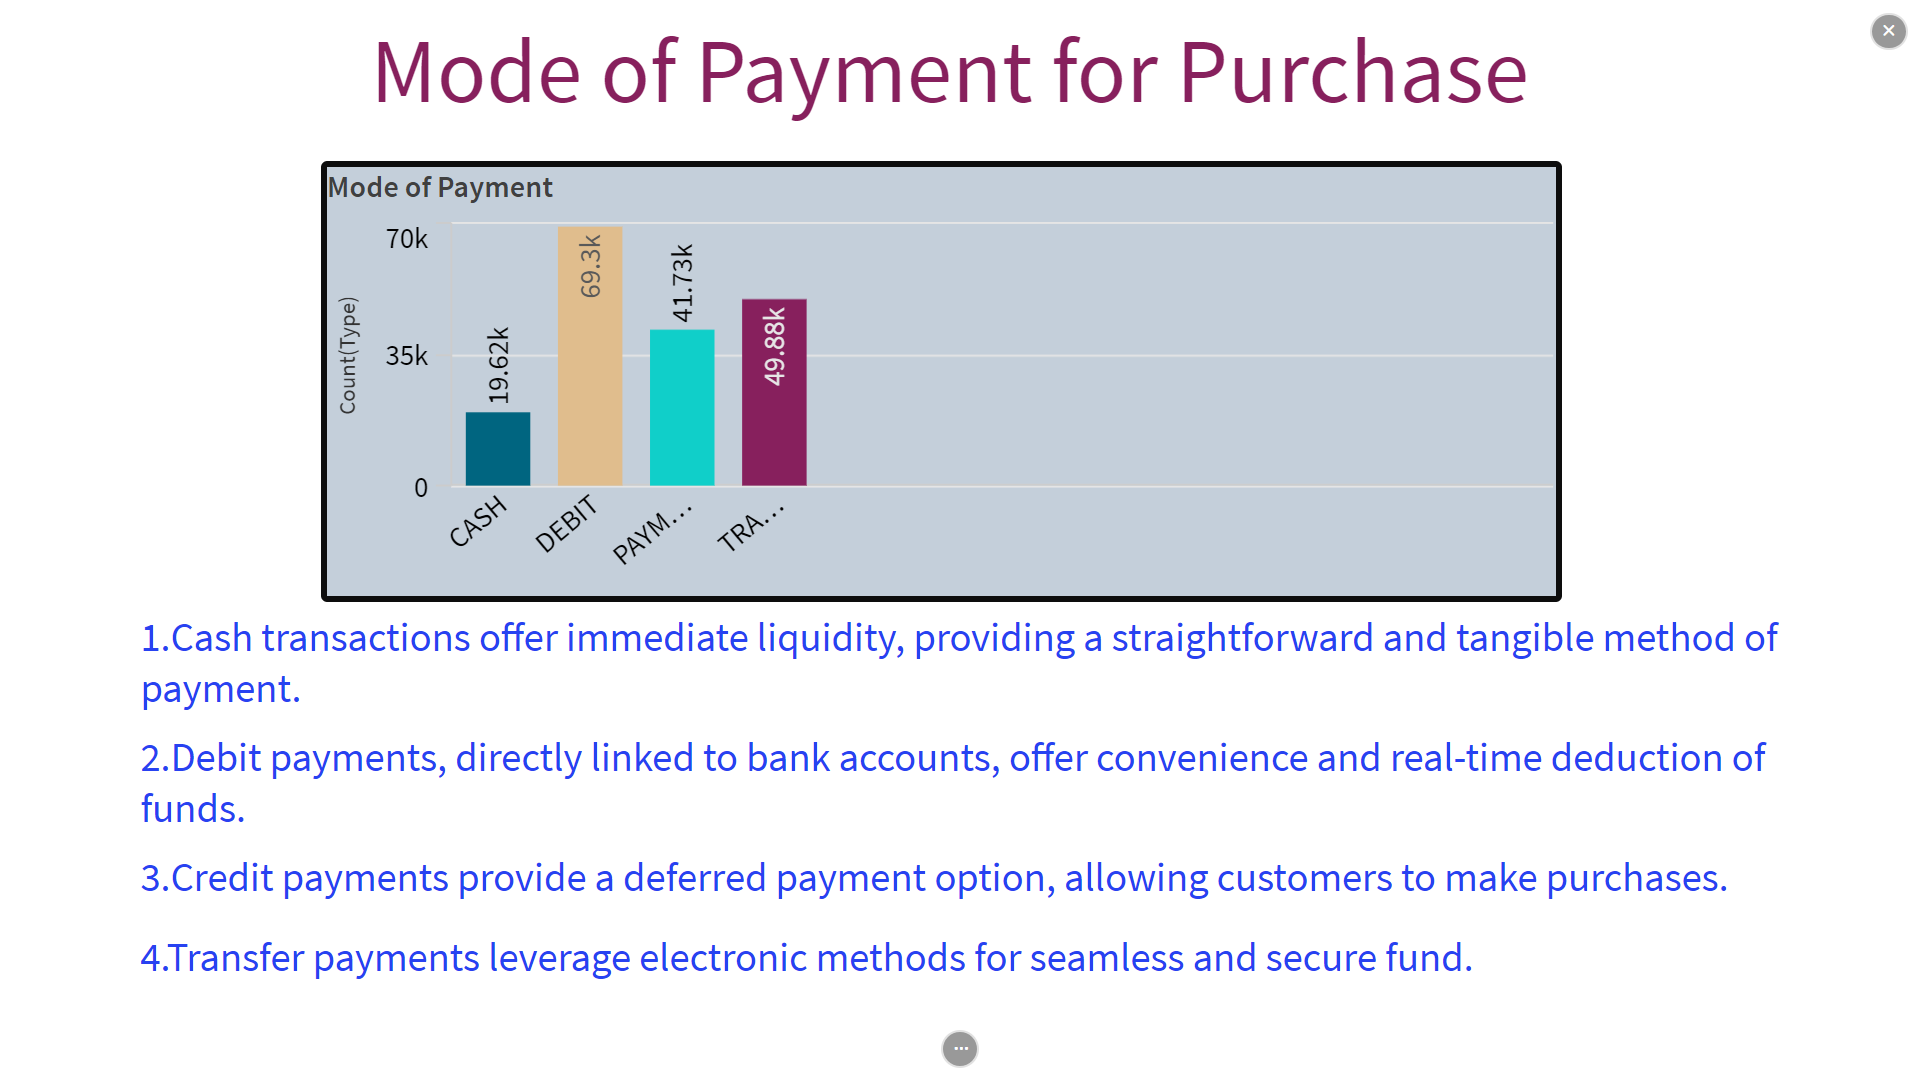 Mode of Payment for Purchase
Mode of Payment
70k
35k
0
Count(Type)
19.62k
69.3k
41.73k
49.88k
CASH
DEBIT
PAYM...
TRA...
1.Cash transactions offer immediate liquidity, providing a straightforward and tangible method of
payment.
2.Debit payments, directly linked to bank accounts, offer convenience and real-time deduction of
funds.
3.Credit payments provide a deferred payment option, allowing customers to make purchases.
4.Transfer payments leverage electronic methods for seamless and secure fund.